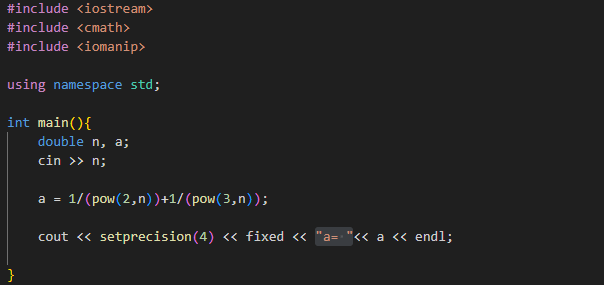 #include <iostream>
#include <cmath>
#include <iomanip>

using namespace std;

int main(){
    double n, a;
    cin >> n;

    a = 1/(pow(2,n))+1/(pow(3,n));

    cout << setprecision(4) << fixed << "a= "<< a << endl;

}